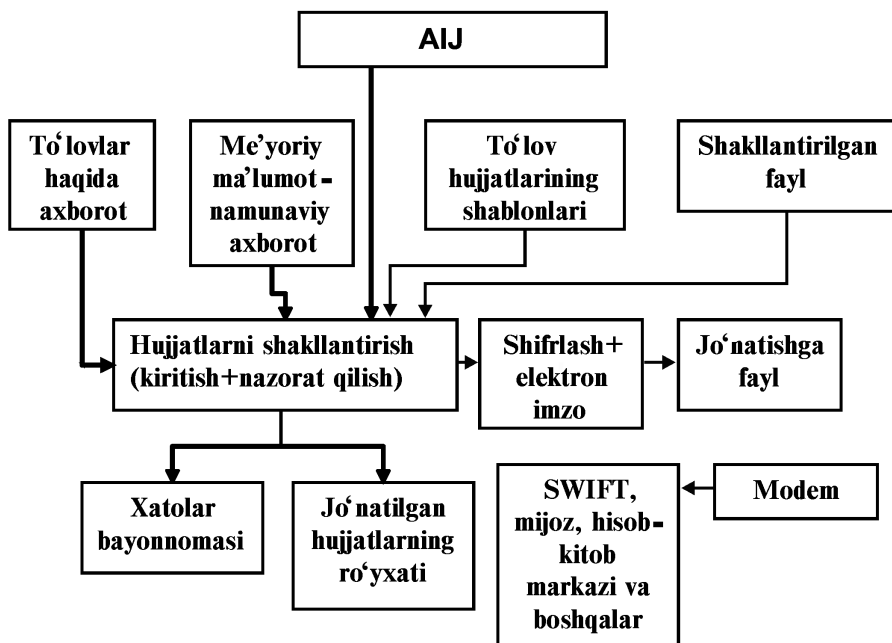 AIJ
To‘lovlar
haqida
axborot
Me’yoriy
ma’lumot-
namunaviy
axborot
To‘lov
hujjatlarining
shablonlari
Shakllantirilgan
fayl
Hujjatlarni shakllantirish
(kiritish+nazorat qilish)
Shifrlash+
elektron
imzo
Jo‘natishga
fayl
Xatolar
bayonnomasi
Jo‘natilgan
hujjatlarning
ro‘yxati
SWIFT,
mijoz, hisob-
kitob
markazi va
boshqalar
Modem